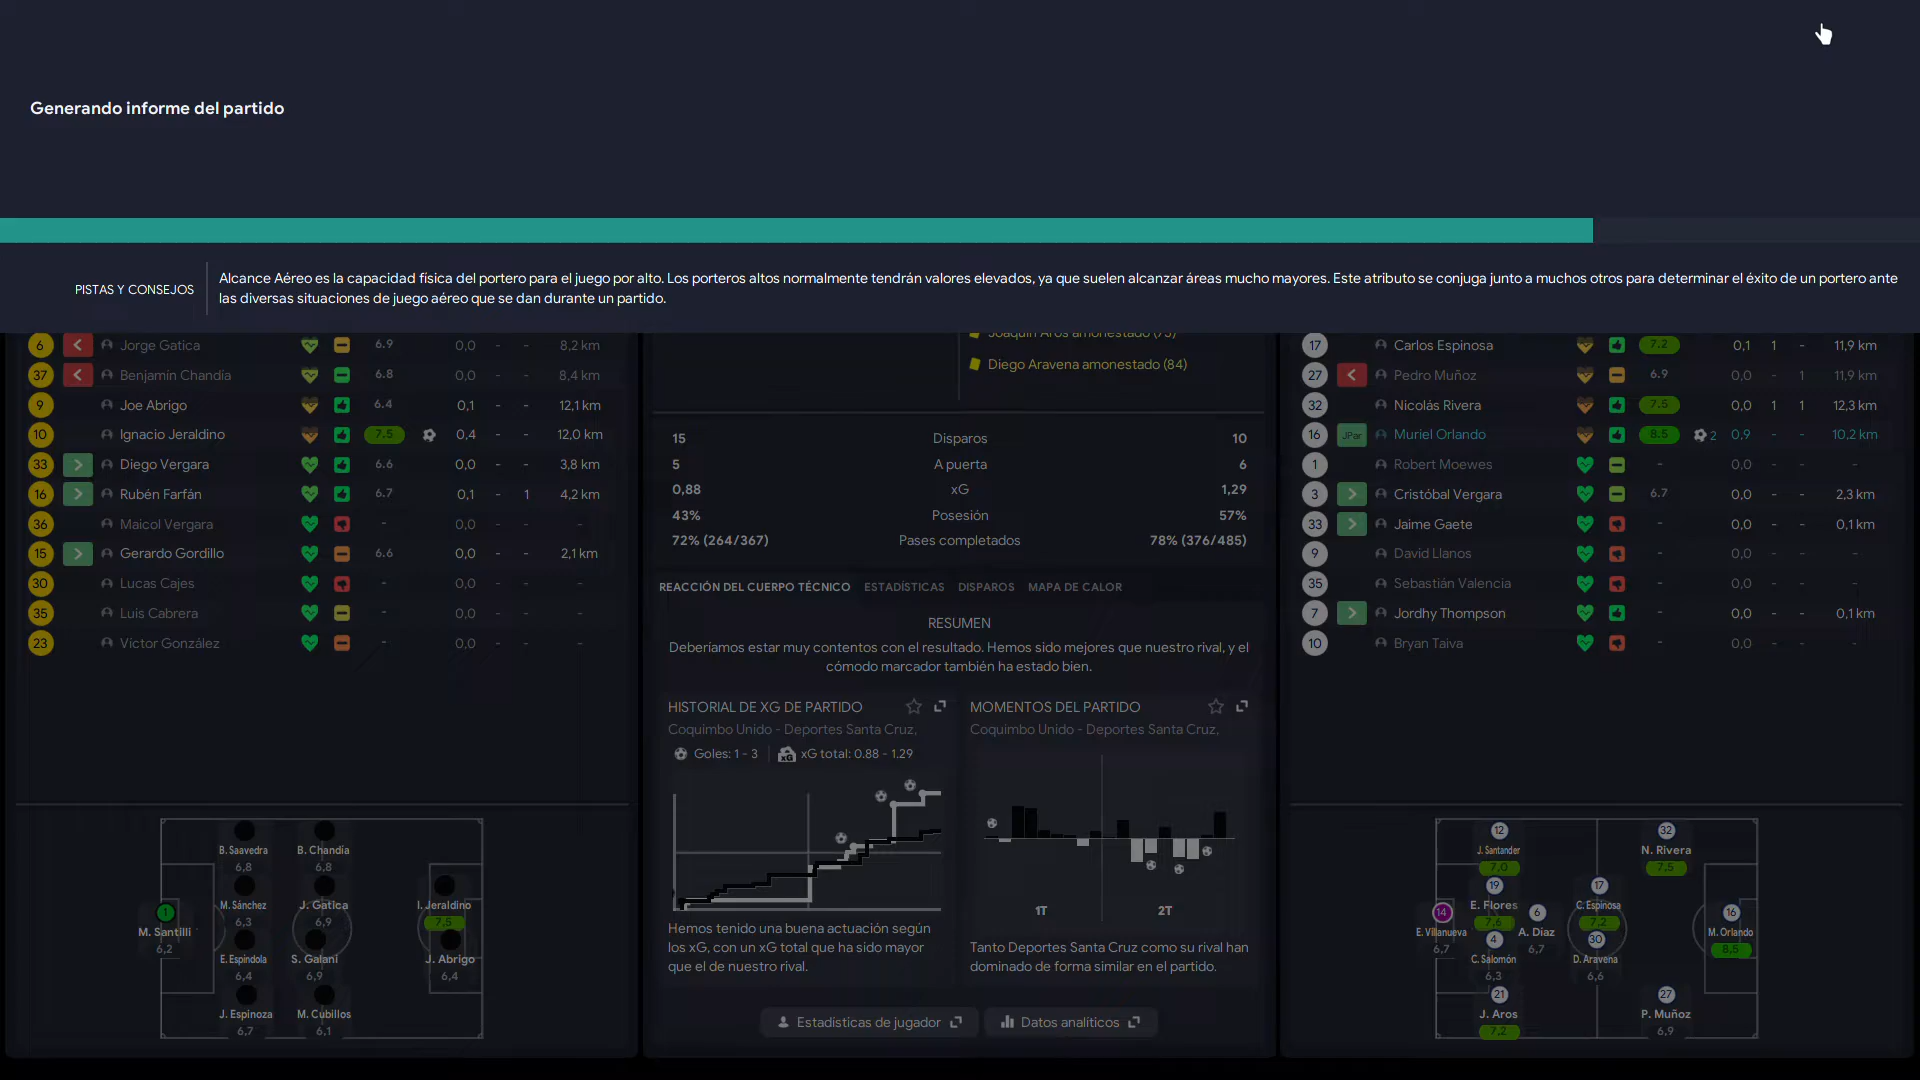 Generando informe del partido
PISTAS Y CONSEJOS
Alcance Aéreo es la capacidad física del portero para el juego por alto. Los porteros altos normalmente tendrán valores elevados, ya que suelen alcanzar áreas mucho mayores. Este atributo se conjuga junto a muchos otros para determinar el éxito de un portero ante
las diversas situaciones de juego aéreo que se dan durante un partido.
6 Jorge Gatica 6.9 0,0 - - 8,2 km
37 Benjamín Chandía 6.8 0,0 - - 8,4 km
9 Joe Abrigo 6.4 0,1 - - 12,1 km
10 Ignacio Jeraldino 7.5 0,4 - - 12,0 km
33 Diego Vergara 6.6 0,0 - - 3,8 km
16 Rubén Farfán 6.7 0,1 - 1 4,2 km
36 Maicol Vergara - 0,0 - - -
15 Gerardo Gordillo 6.6 0,0 - - 2,1 km
30 Lucas Cajes - 0,0 - - -
35 Luis Cabrera - 0,0 - - -
23 Víctor González - 0,0 - - -
B. Saavedra
6,8
B. Chandía
6,8
M. Sánchez
6,3
J. Gatica
6,9
I. Jeraldino
7,5
1
M. Santilli
6,2
E. Espíndola
6,4
S. Galani
6,9
J. Abrigo
6,4
J. Espinoza
6,7
M. Cubillos
6,1
Joaquín Aros amonestado (75)
Diego Aravena amonestado (84)
15 Disparos 10
5 A puerta 6
0,88 xG 1,29
43% Posesión 57%
72% (264/367) Pases completados 78% (376/485)
REACCIÓN DEL CUERPO TÉCNICO ESTADÍSTICAS DISPAROS MAPA DE CALOR
RESUMEN
Deberíamos estar muy contentos con el resultado. Hemos sido mejores que nuestro rival, y el
cómodo marcador también ha estado bien.
HISTORIAL DE XG DE PARTIDO
Coquimbo Unido - Deportes Santa Cruz,
Goles: 1 - 3 xG xG total: 0.88 - 1.29
Hemos tenido una buena actuación según
los xG, con un xG total que ha sido mayor
que el de nuestro rival.
MOMENTOS DEL PARTIDO
Coquimbo Unido - Deportes Santa Cruz,
1T 2T
Tanto Deportes Santa Cruz como su rival han
dominado de forma similar en el partido.
Estadísticas de jugador
Datos analíticos
17 Carlos Espinosa 7.2 0,1 1 - 11,9 km
27 Pedro Muñoz 6.9 0,0 - 1 11,9 km
32 Nicolás Rivera 7.5 0,0 1 1 12,3 km
16 JPar Muriel Orlando 8.5 2 0,9 - - 10,2 km
1 Robert Moewes - 0,0 - - -
3 Cristóbal Vergara 6.7 0,0 - - 2,3 km
33 Jaime Gaete - 0,0 - - 0,1 km
9 David Llanos - 0,0 - - -
35 Sebastián Valencia - 0,0 - - -
7 Jordhy Thompson - 0,0 - - 0,1 km
10 Bryan Taiva - 0,0 - - -
12
J. Santander
7,0
32
N. Rivera
7,5
19
E. Flores
7,6
17
C. Espinosa
7,2
14
E. Villanueva
6,7
6
A. Díaz
6,7
16
M. Orlando
8,5
4
C. Salomón
6,3
30
D. Aravena
6,6
21
J. Aros
7,2
27
P. Muñoz
6,9